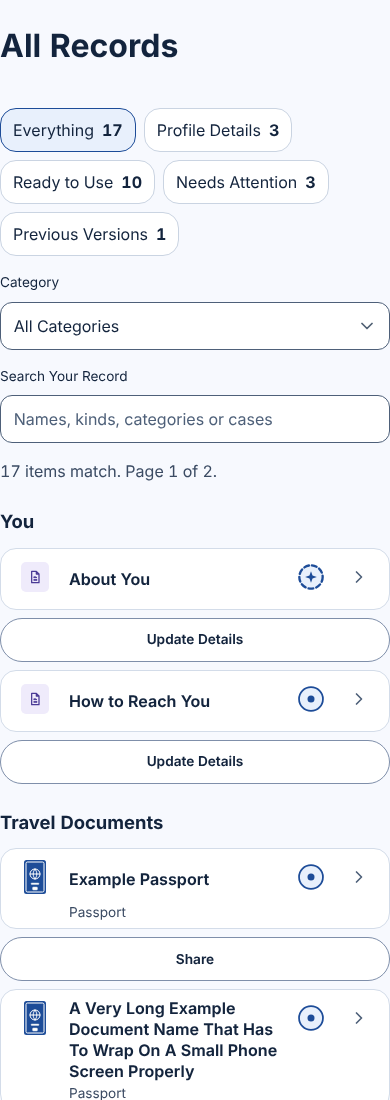 All Records
Everything 17
Profile Details 3
Ready to Use 10
Needs Attention 3
Previous Versions 1
Category
All Categories
Search Your Record
Names, kinds, categories or cases
17 items match. Page 1 of 2.
You
About You
Update Details
How to Reach You
Update Details
Travel Documents
Example Passport
Passport
Share
A Very Long Example
Document Name That Has
To Wrap On A Small Phone
Screen Properly
Passport